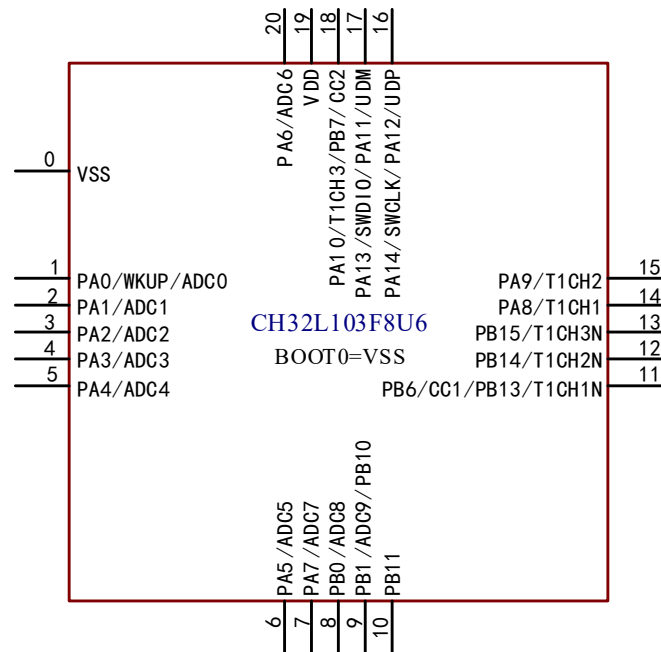 20 19 18 17 16
PA6/ADC6
VDD
PA10/T1CH3/PB7/CC2
PA13/SWDIO/PA11/UDM
PA14/SWCLK/PA12/UDP
0 VSS
1 PA0/WKUP/ADC0
2 PA1/ADC1
3 PA2/ADC2
4 PA3/ADC3
5 PA4/ADC4
CH32L103F8U6
BOOT0=VSS
PA9/T1CH2 15
PA8/T1CH1 14
PB15/T1CH3N 13
PB14/T1CH2N 12
PB6/CC1/PB13/T1CH1N 11
PA5/ADC5
PA7/ADC7
PB0/ADC8
PB1/ADC9/PB10
PB11
6 7 8 9 10